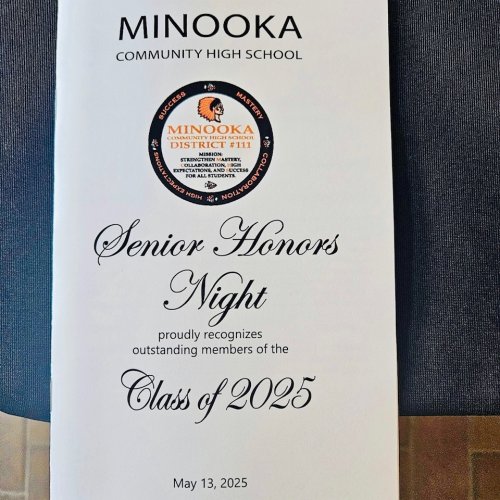 MINOOKA
COMMUNITY HIGH SCHOOL
SUCCESS
MASTERY
MINOOKA
COMMUNITY HIGH SCHOOL
DISTRICT #111
MISSION:
STRENGTHEN MASTERY,
COLLABORATION, HIGH
EXPECTATIONS, AND SUCCESS
FOR ALL STUDENTS.
COLLABORATION
HIGH EXPECTATIONS
Senior Honors
Night
proudly recognizes
outstanding members of the
Class of 2025
May 13, 2025